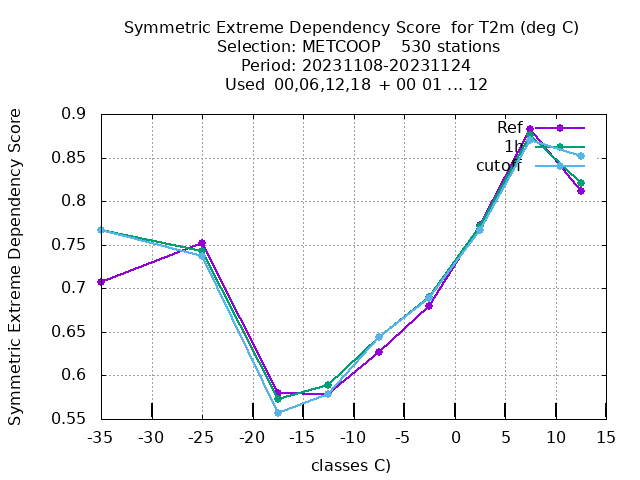 Symmetric Extreme Dependency Score for T2m (deg C)
Selection: METCOOP 530 stations
Period: 20231108-20231124
Used 00,06,12,18 + 00 01 ... 12
Symmetric Extreme Dependency Score
0.9
0.85
0.8
0.75
0.7
0.65
0.6
0.55
Ref
1h
cutoff
-35 -30 -25 -20 -15 -10 -5 0 5 10 15
classes C)